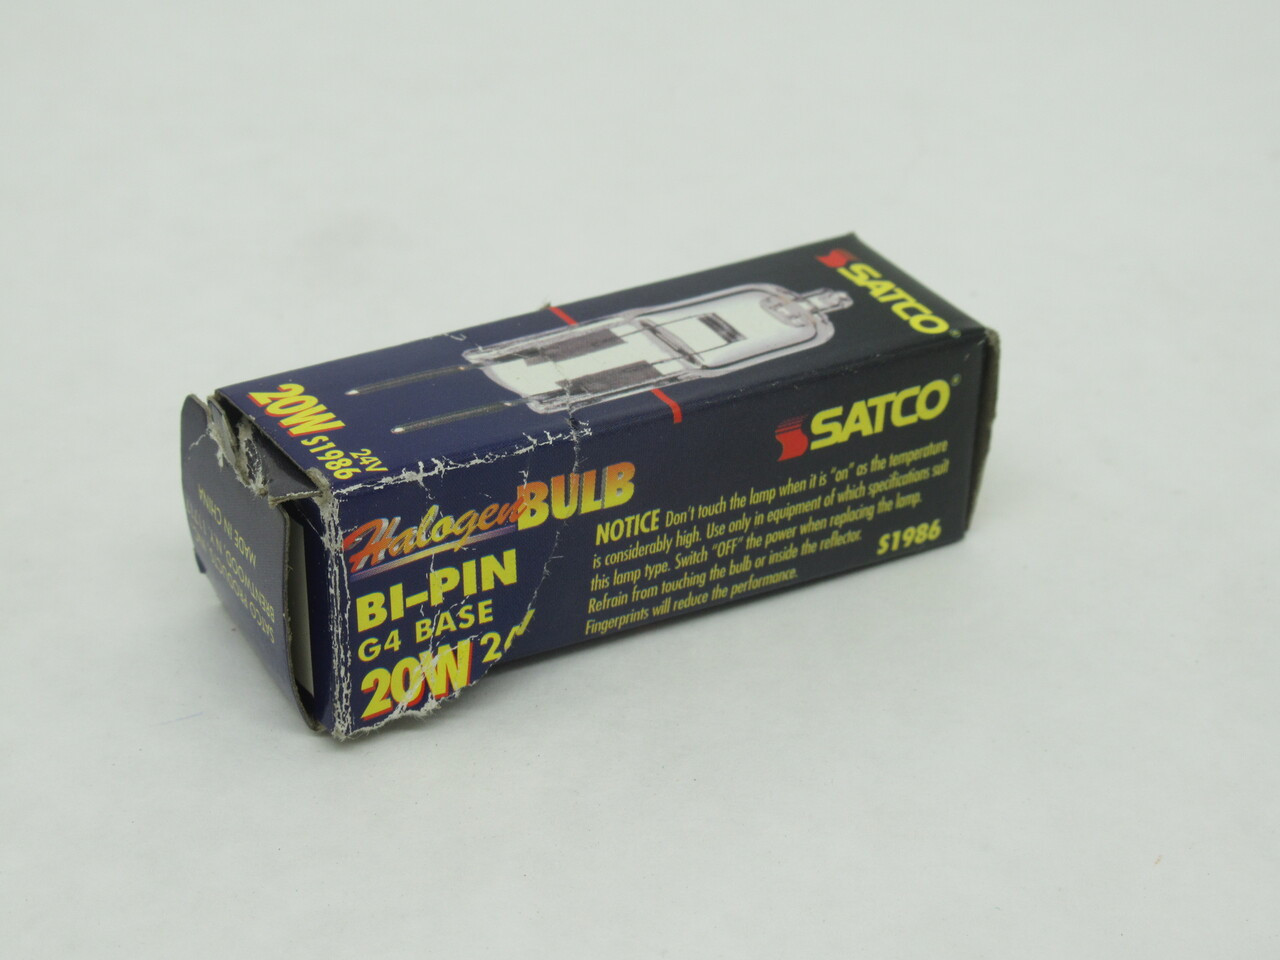 SATCO
20W
24V
S1986
SATCO
Halogen BULB
BI-PIN
G4 BASE
20W
NOTICE Don't touch the lamp when it is "on" as the temperature
is considerably high. Use only in equipment of which specifications suit
this lamp type. Switch "OFF" the power when replacing the lamp.
Refrain from touching the bulb or inside the reflector.
Fingerprints will reduce the performance.
S1986
SATCO
BRENTWOOD, N.Y.
MADE IN CHINA